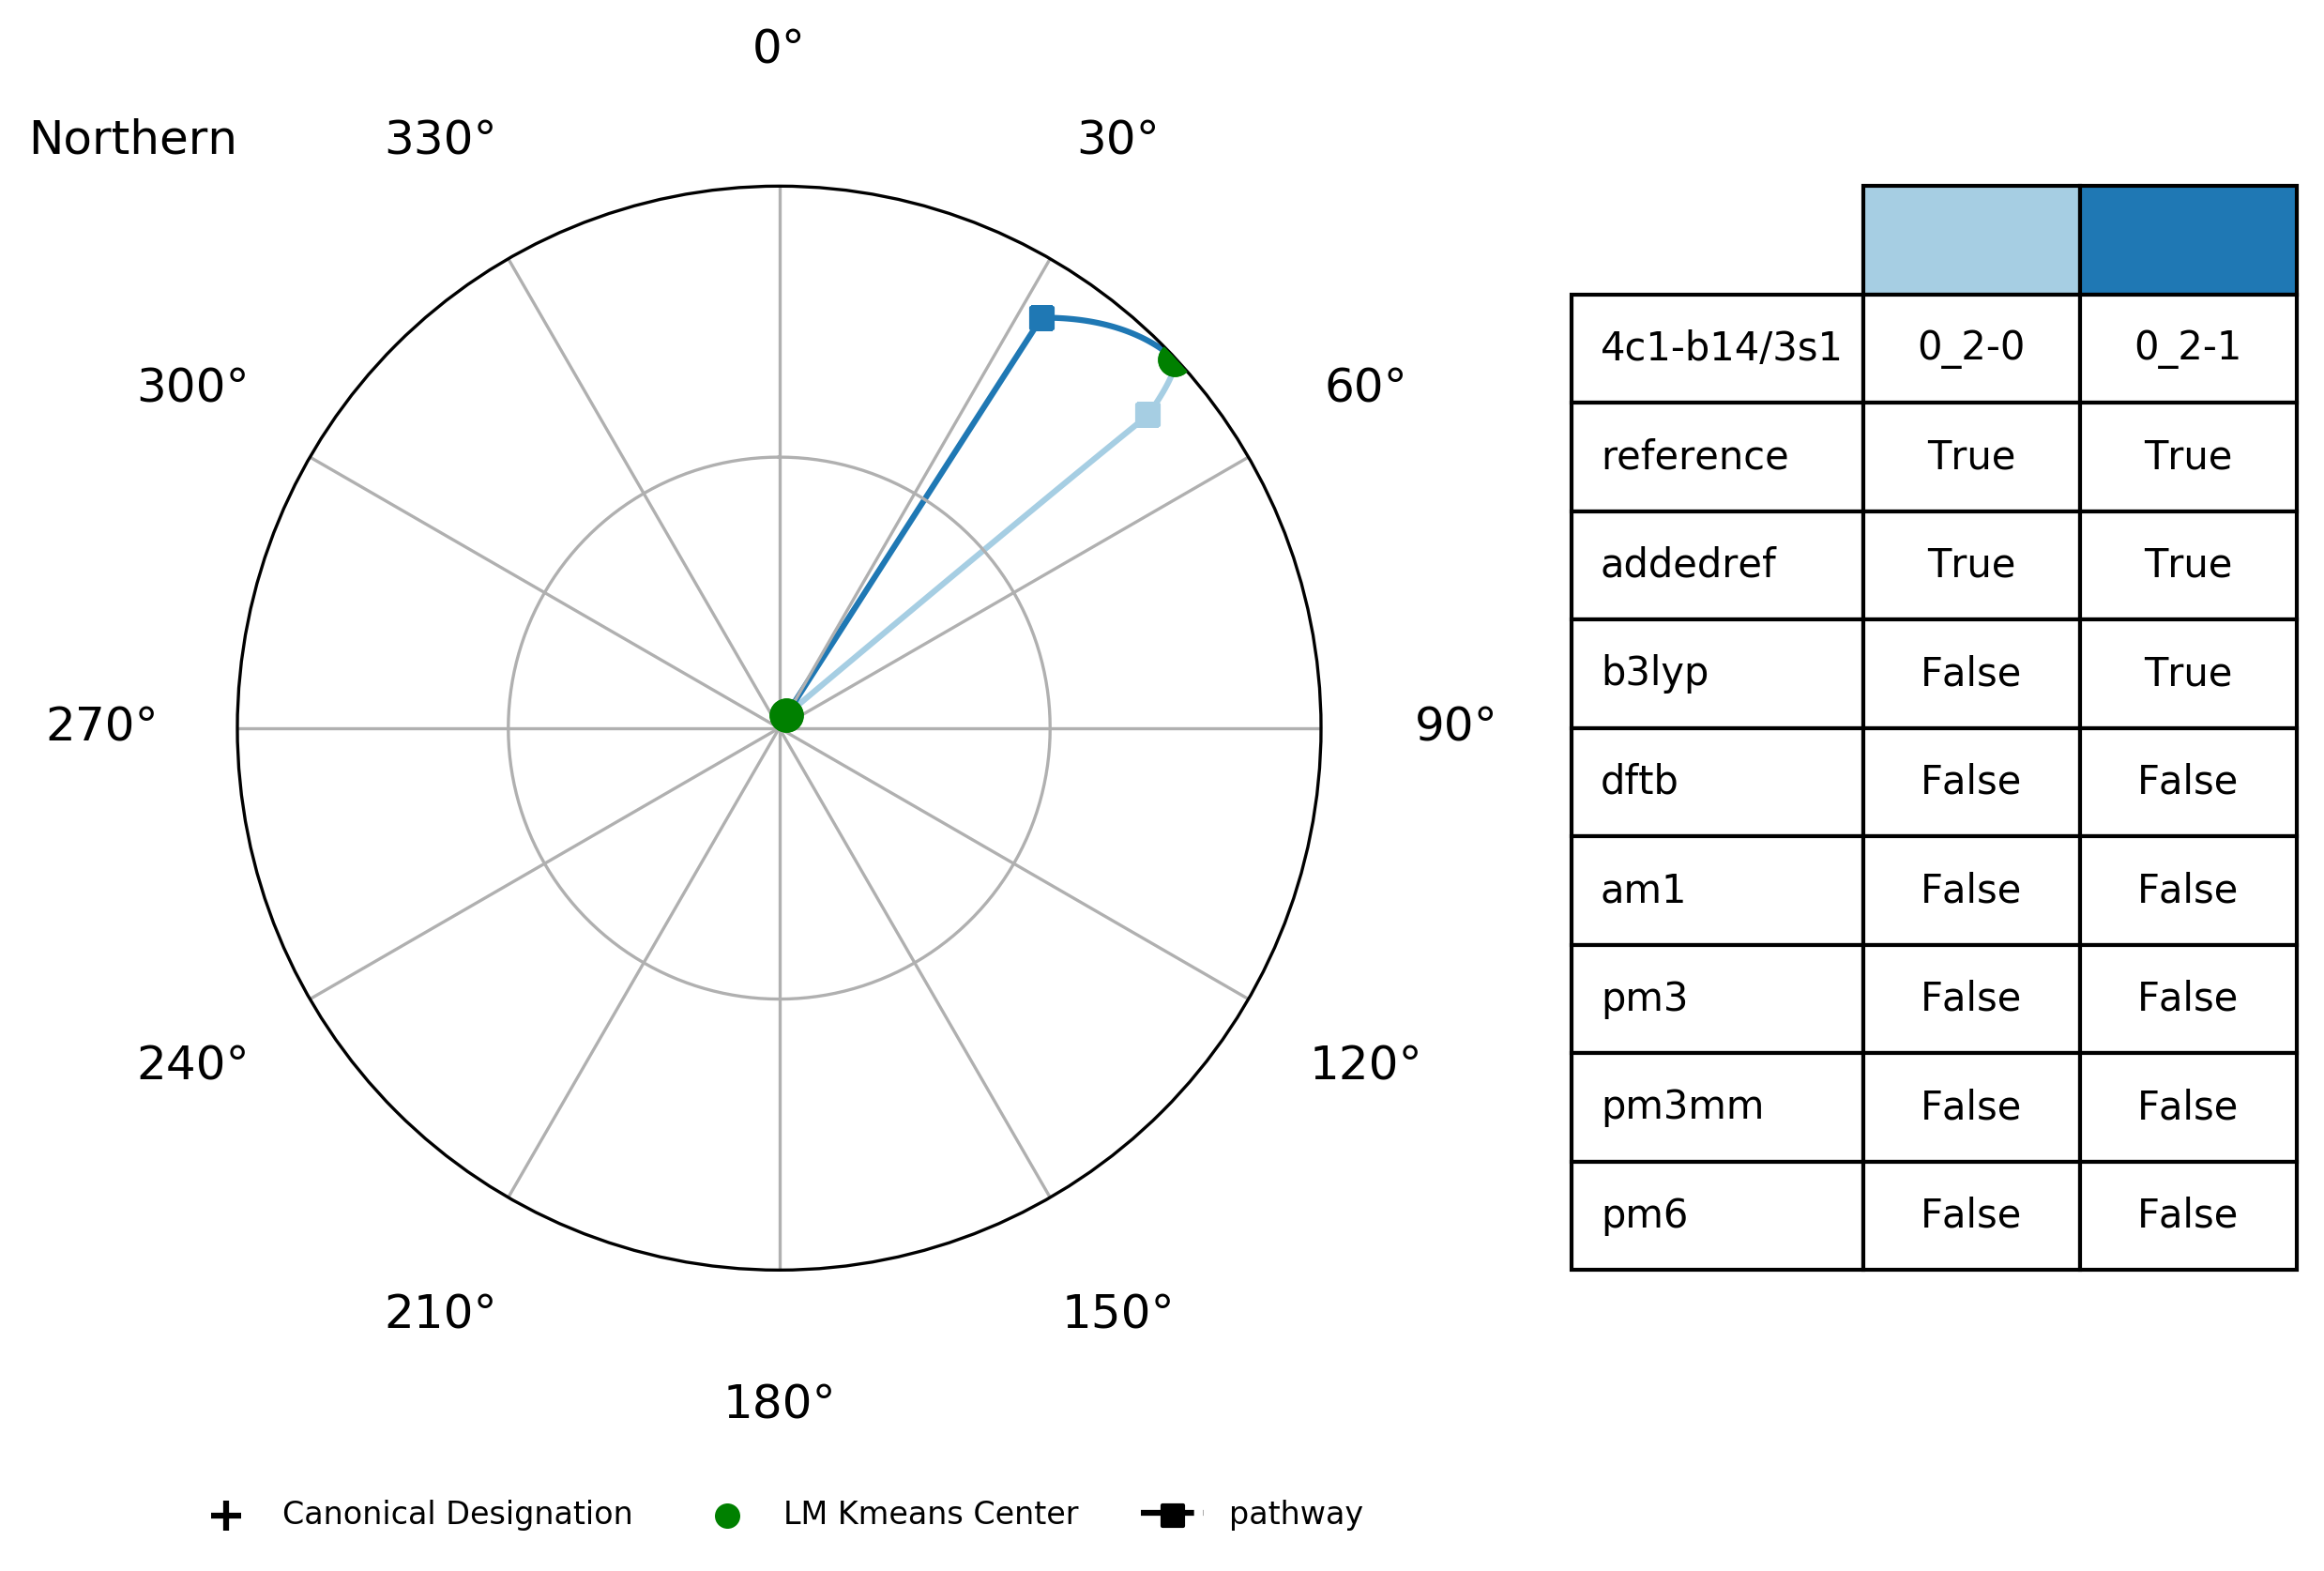 0°
Northern
330°
30°
300°
60°
270°
90°
240°
120°
210°
150°
180°
4c1-b14/3s1 0_2-0 0_2-1
reference True True
addedref True True
b3lyp False True
dftb False False
am1 False False
pm3 False False
pm3mm False False
pm6 False False
Canonical Designation
LM Kmeans Center
pathway